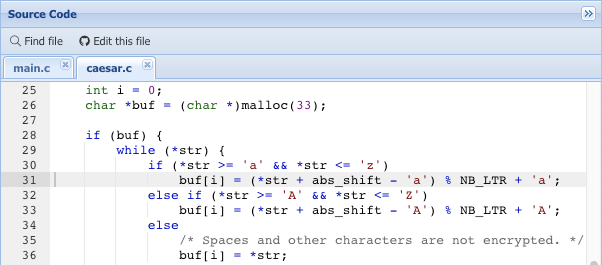 Source Code
Find file Edit this file
main.c caesar.c
25 int i = 0;
26 char *buf = (char *)malloc(33);
27
28 if (buf) {
29 while (*str) {
30 if (*str >= 'a' && *str <= 'z')
31 buf[i] = (*str + abs_shift - 'a') % NB_LTR + 'a';
32 else if (*str >= 'A' && *str <= 'Z')
33 buf[i] = (*str + abs_shift - 'A') % NB_LTR + 'A';
34 else
35 /* Spaces and other characters are not encrypted. */
36 buf[i] = *str;